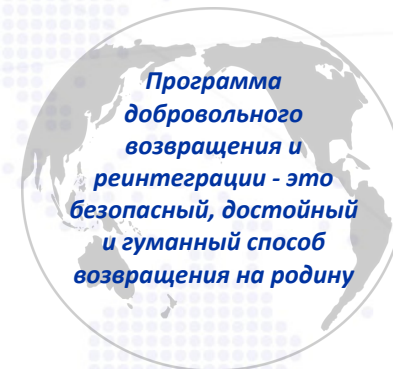 Программа
добровольного
возвращения и
реинтеграции - это
безопасный, достойный
и гуманный способ
возвращения на родину